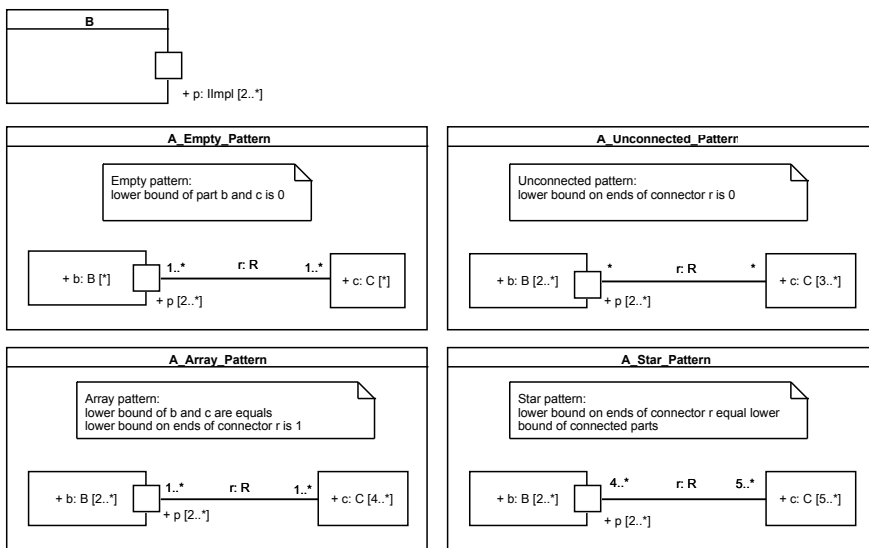 B
+ p: IImpl [2..*]
A_Empty_Pattern
Empty pattern:
lower bound of part b and c is 0
+ b: B [*]
1..*
r: R
1..*
+ c: C [*]
+ p [2..*]
A_Unconnected_Pattern
Unconnected pattern:
lower bound on ends of connector r is 0
+ b: B [2..*]
*
r: R
*
+ c: C [3..*]
+ p [2..*]
A_Array_Pattern
Array pattern:
lower bound of b and c are equals
lower bound on ends of connector r is 1
+ b: B [2..*]
1..*
r: R
1..*
+ c: C [4..*]
+ p [2..*]
A_Star_Pattern
Star pattern:
lower bound on ends of connector r equal lower
bound of connected parts
+ b: B [2..*]
4..*
r: R
5..*
+ c: C [5..*]
+ p [2..*]